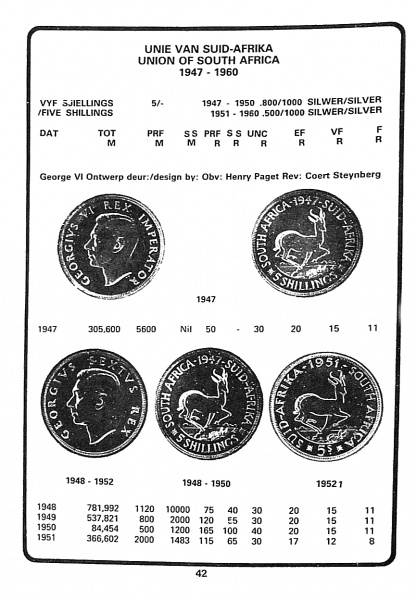 UNIE VAN SUID-AFRIKA
UNION OF SOUTH AFRICA
1947 - 1960
VYF SJIELLINGS 5/- 1947 - 1950 .800/1000 SILWER/SILVER
/FIVE SHILLINGS 1951 - 1960 .500/1000 SILWER/SILVER
DAT TOT PRF S S PRF S S UNC EF VF F
M M R R R R R
George VI Ontwerp deur:/design by: Obv: Henry Paget Rev: Coert Steynberg
GEORGIVS VI REX IMPERATOR
SOUTH AFRICA-1947-SUID-AFRIKA
5 SHILLINGS
1947
1947 305,600 5600 Nil 50 - 30 20 15 11
GEORGIVS SEXTVS REX
SOUTH AFRICA-1947-SUID-AFRIKA
5 SHILLINGS
SUID-AFRIKA-1951-SOUTH AFRICA
5s
1948 - 1952 1948 - 1950 1952
1948 781,992 1120 10000 75 40 30 20 15 11
1949 537,821 800 2000 120 30 20 15 11
1950 84,454 500 1200 165 100 40 20 15 11
1951 366,602 2000 1483 115 65 30 17 12 8
42